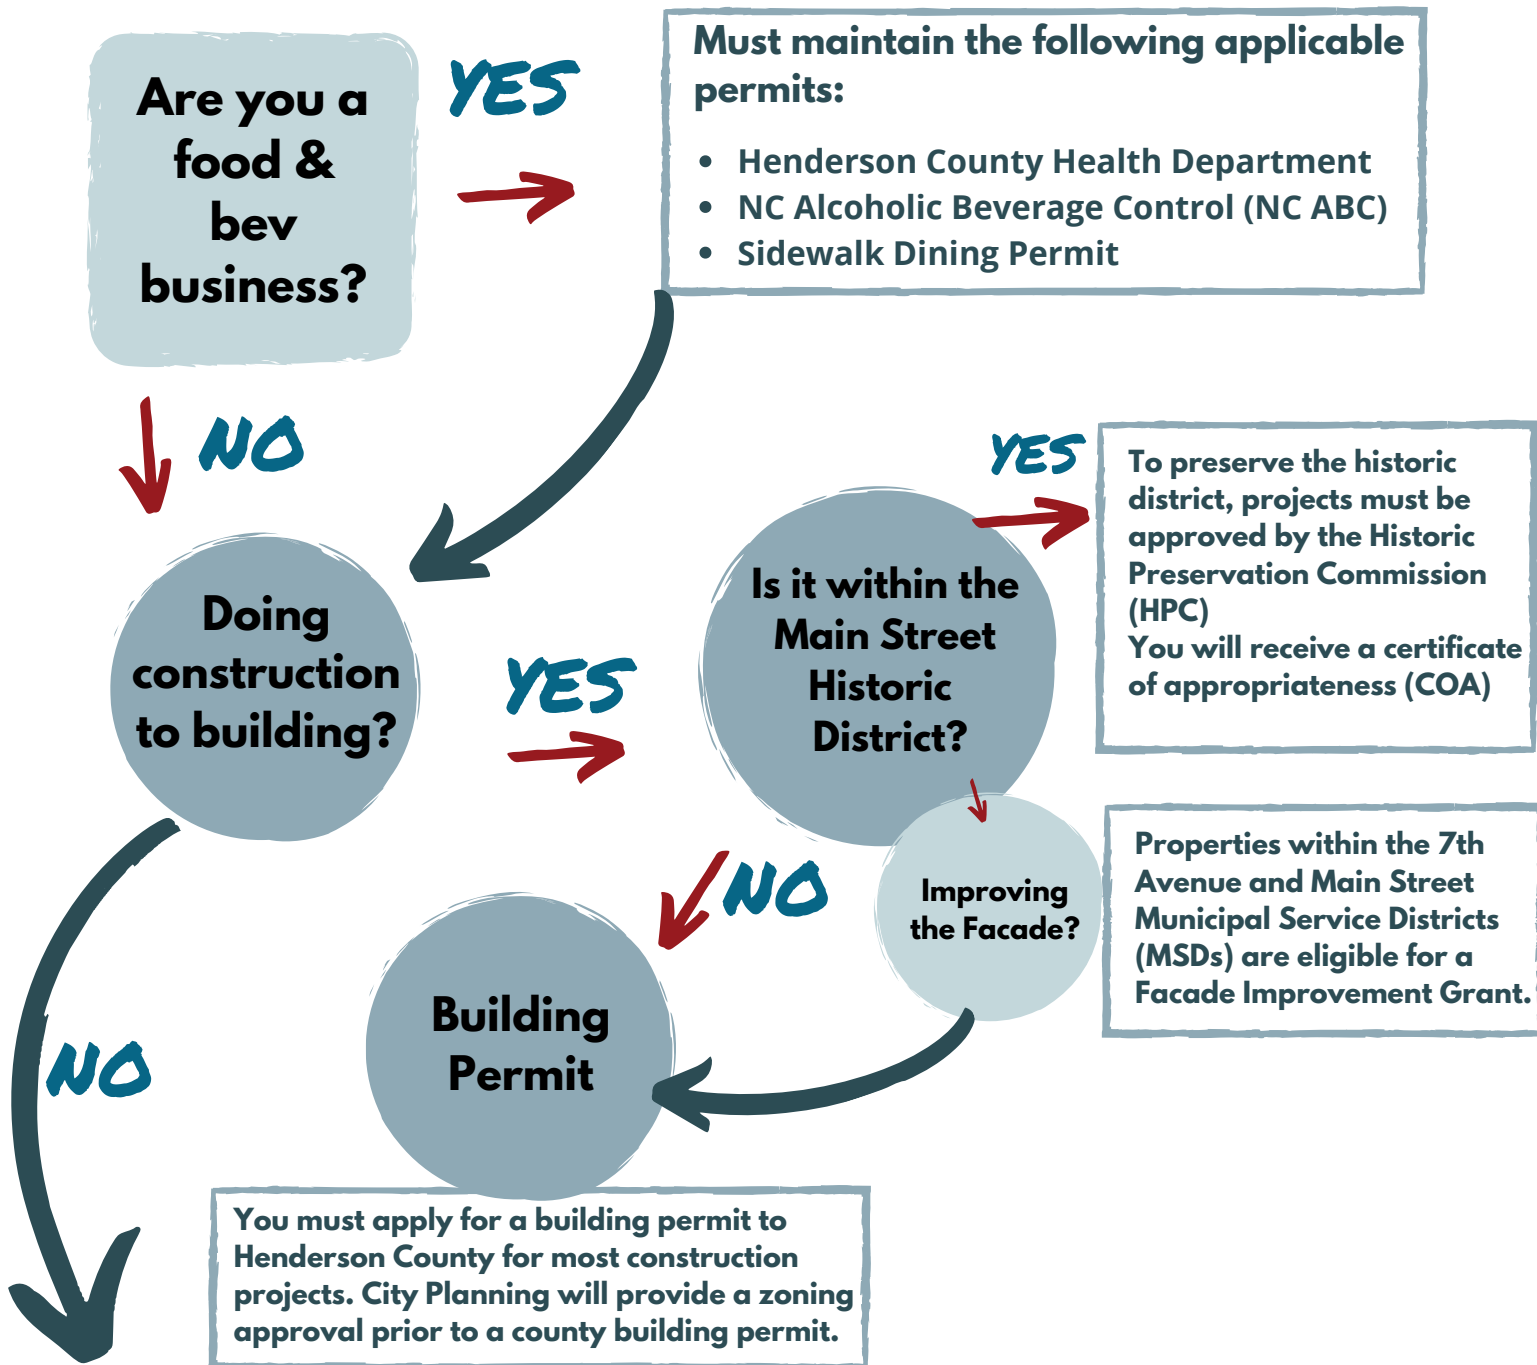 Are you a
food &
bev
business?
YES
Must maintain the following applicable
permits:
• Henderson County Health Department
• NC Alcoholic Beverage Control (NC ABC)
• Sidewalk Dining Permit
NO
Doing
construction
to building?
YES
Is it within the
Main Street
Historic
District?
YES
To preserve the historic
district, projects must be
approved by the Historic
Preservation Commission
(HPC)
You will receive a certificate
of appropriateness (COA)
NO
Improving
the Facade?
Properties within the 7th
Avenue and Main Street
Municipal Service Districts
(MSDs) are eligible for a
Facade Improvement Grant.
Building
Permit
NO
You must apply for a building permit to
Henderson County for most construction
projects. City Planning will provide a zoning
approval prior to a county building permit.